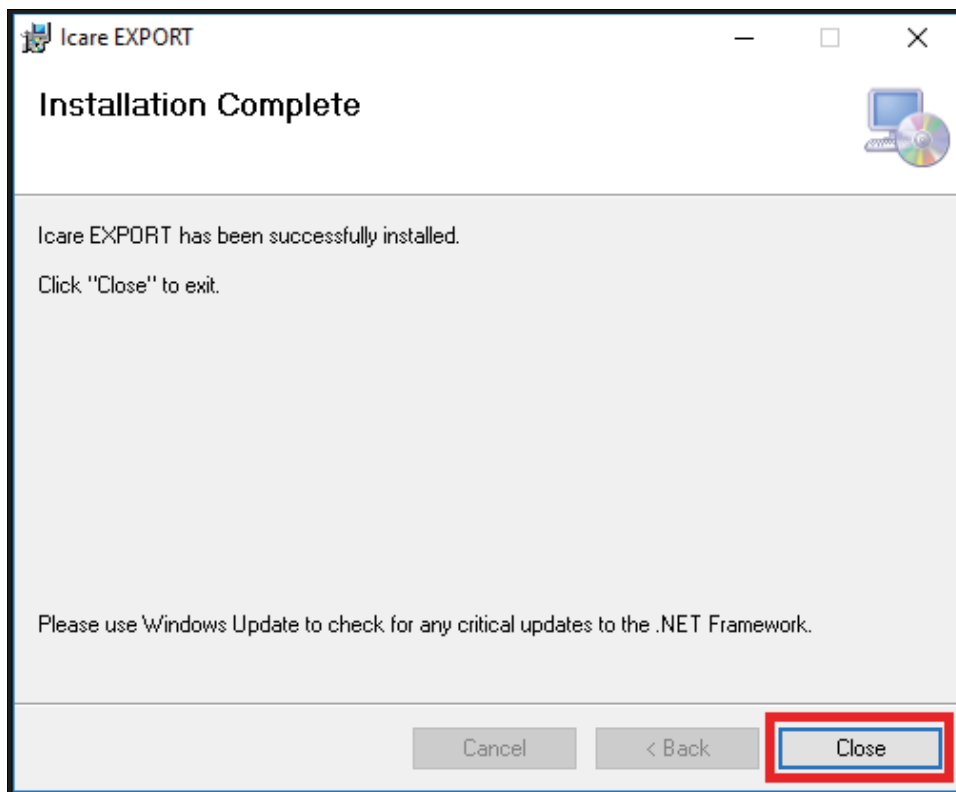 Icare EXPORT
Installation Complete
Icare EXPORT has been successfully installed.
Click "Close" to exit.
Please use Windows Update to check for any critical updates to the .NET Framework.
Cancel
< Back
Close